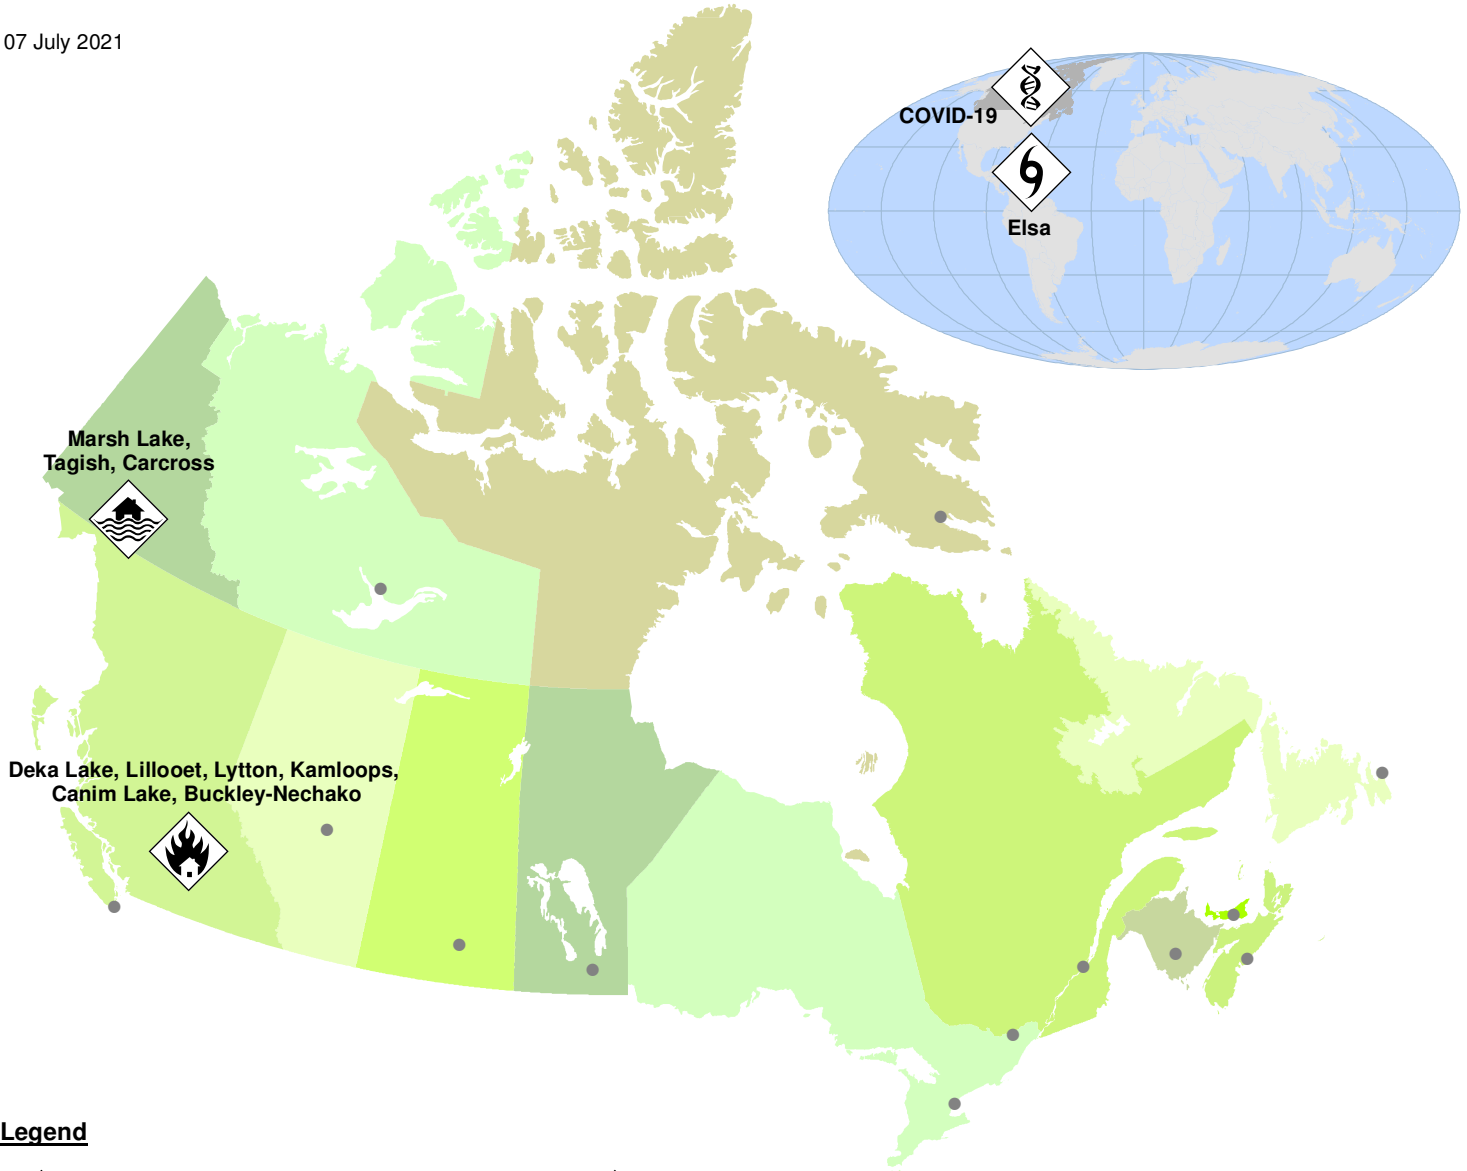 07 July 2021
COVID-19
Elsa
Marsh Lake,
Tagish, Carcross
Deka Lake, Lillooet, Lytton, Kamloops,
Canim Lake, Buckley-Nechako
Legend